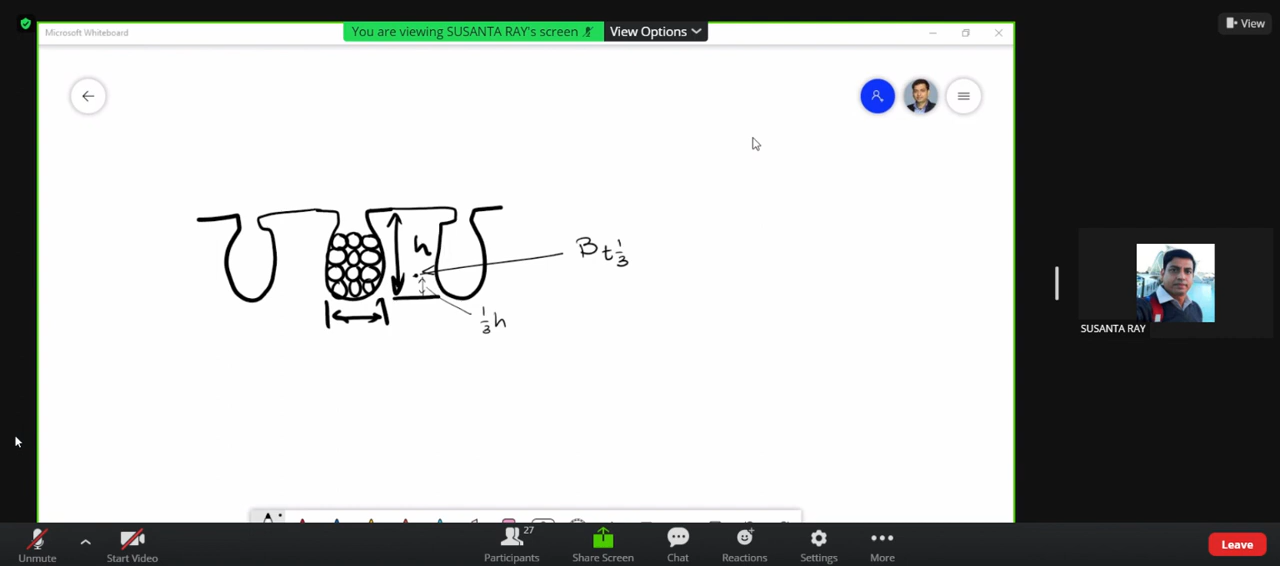 Microsoft Whiteboard
You are viewing SUSANTA RAY's screen
View Options
View
h
B t 1/3
1/3 h
SUSANTA RAY
Unmute
Start Video
Participants
27
Share Screen
Chat
Reactions
Settings
More
Leave